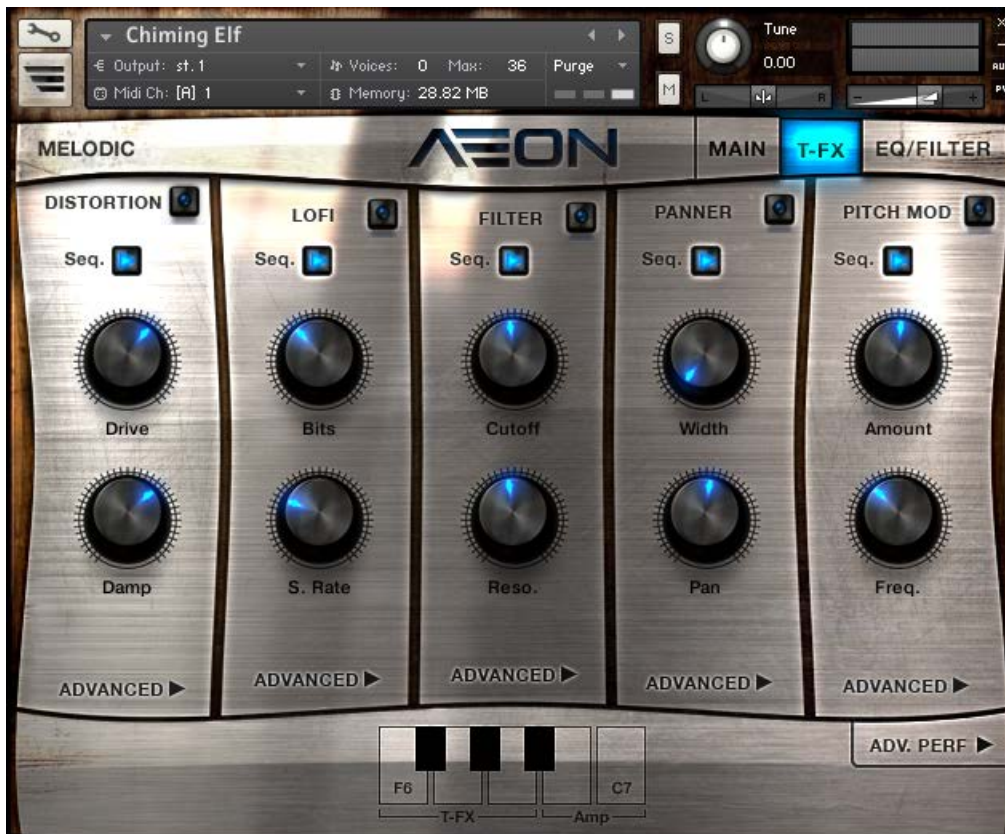 Chiming Elf
Output: st.1
Voices: 0 Max: 36
Purge
Midi Ch: [A] 1
Memory: 28.82 MB
S
M
Tune
0.00
L R
- +
MELODIC
AEON
MAIN
T-FX
EQ/FILTER
DISTORTION
LOFI
FILTER
PANNER
PITCH MOD
Seq.
Seq.
Seq.
Seq.
Seq.
Drive
Bits
Cutoff
Width
Amount
Damp
S. Rate
Reso.
Pan
Freq.
ADVANCED
ADVANCED
ADVANCED
ADVANCED
ADVANCED
ADV. PERF
F6
C7
T-FX
Amp